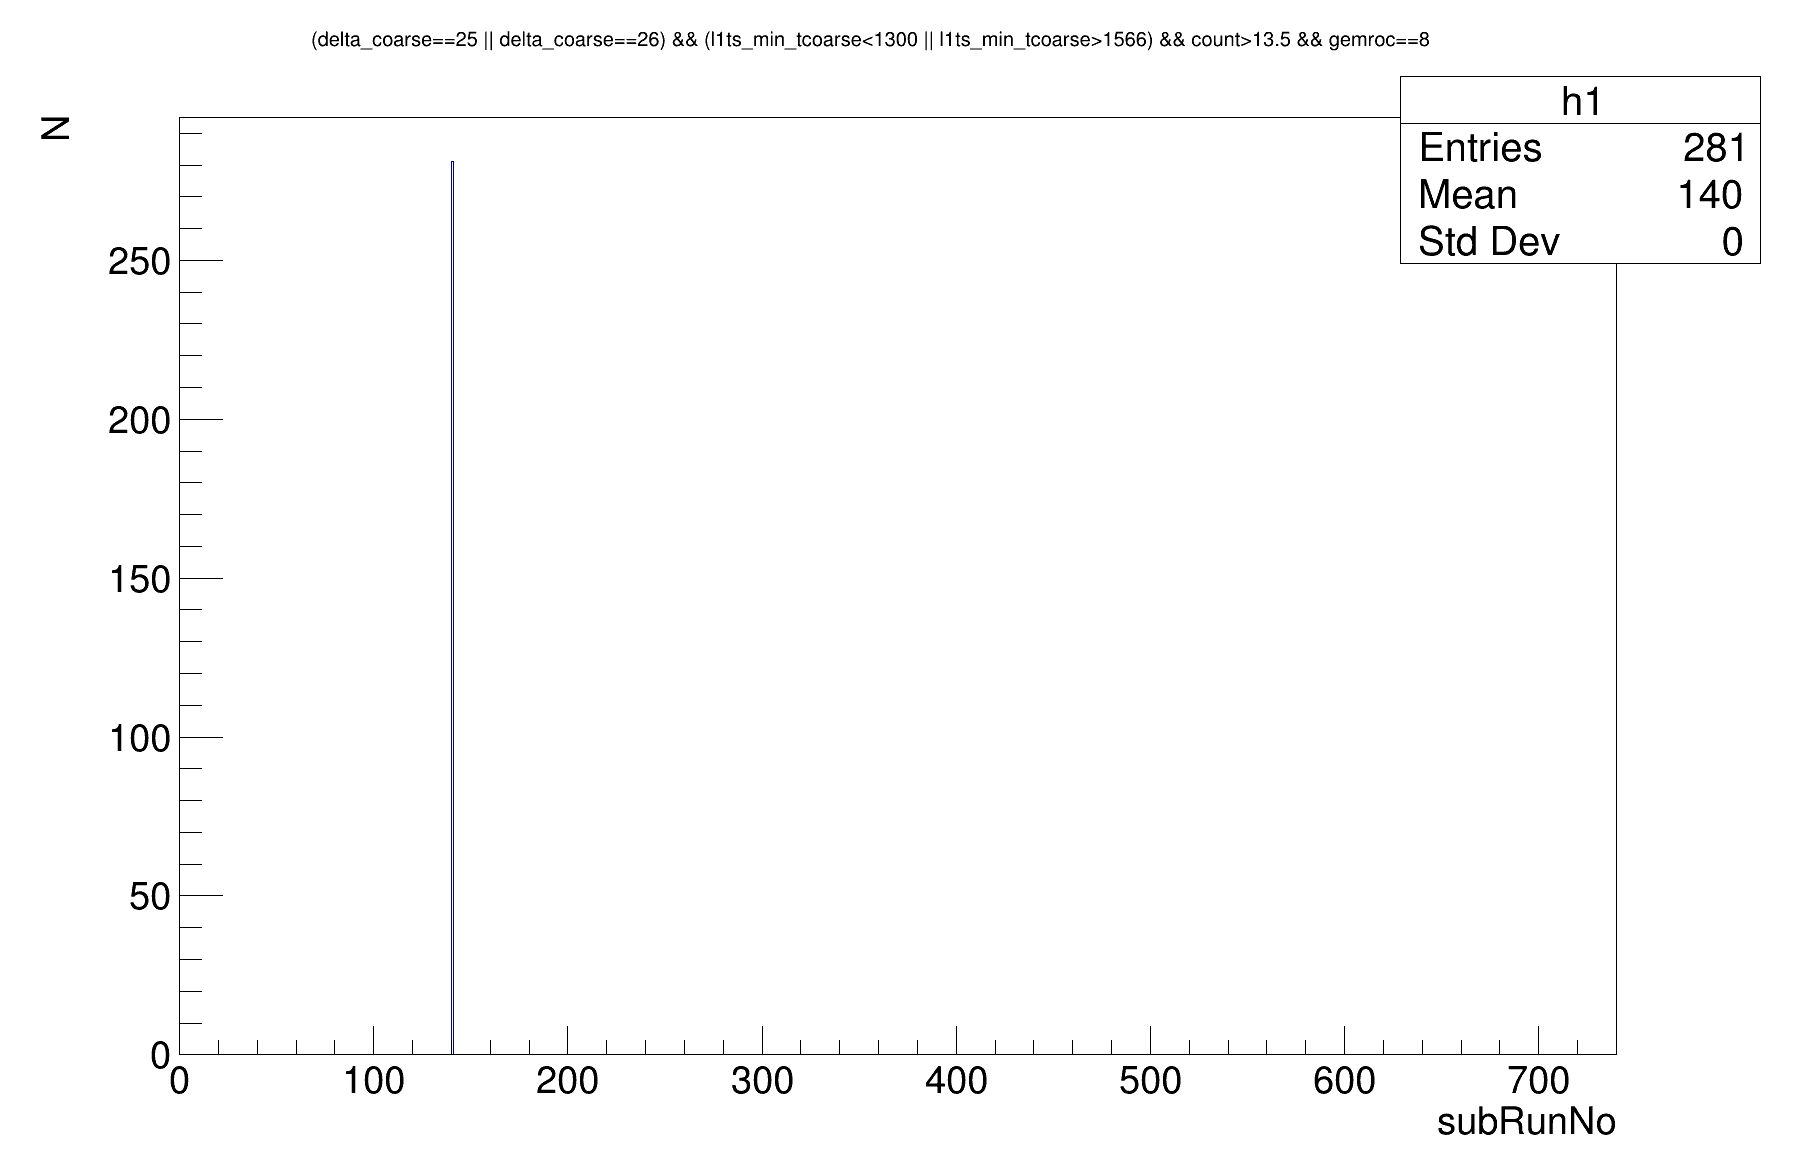 (delta_coarse==25 || delta_coarse==26) && (l1ts_min_tcoarse<1300 || l1ts_min_tcoarse>1566) && count>13.5 && gemroc==8
N
h1
Entries 281
Mean 140
Std Dev 0
250
200
150
100
50
0
0 100 200 300 400 500 600 700
subRunNo